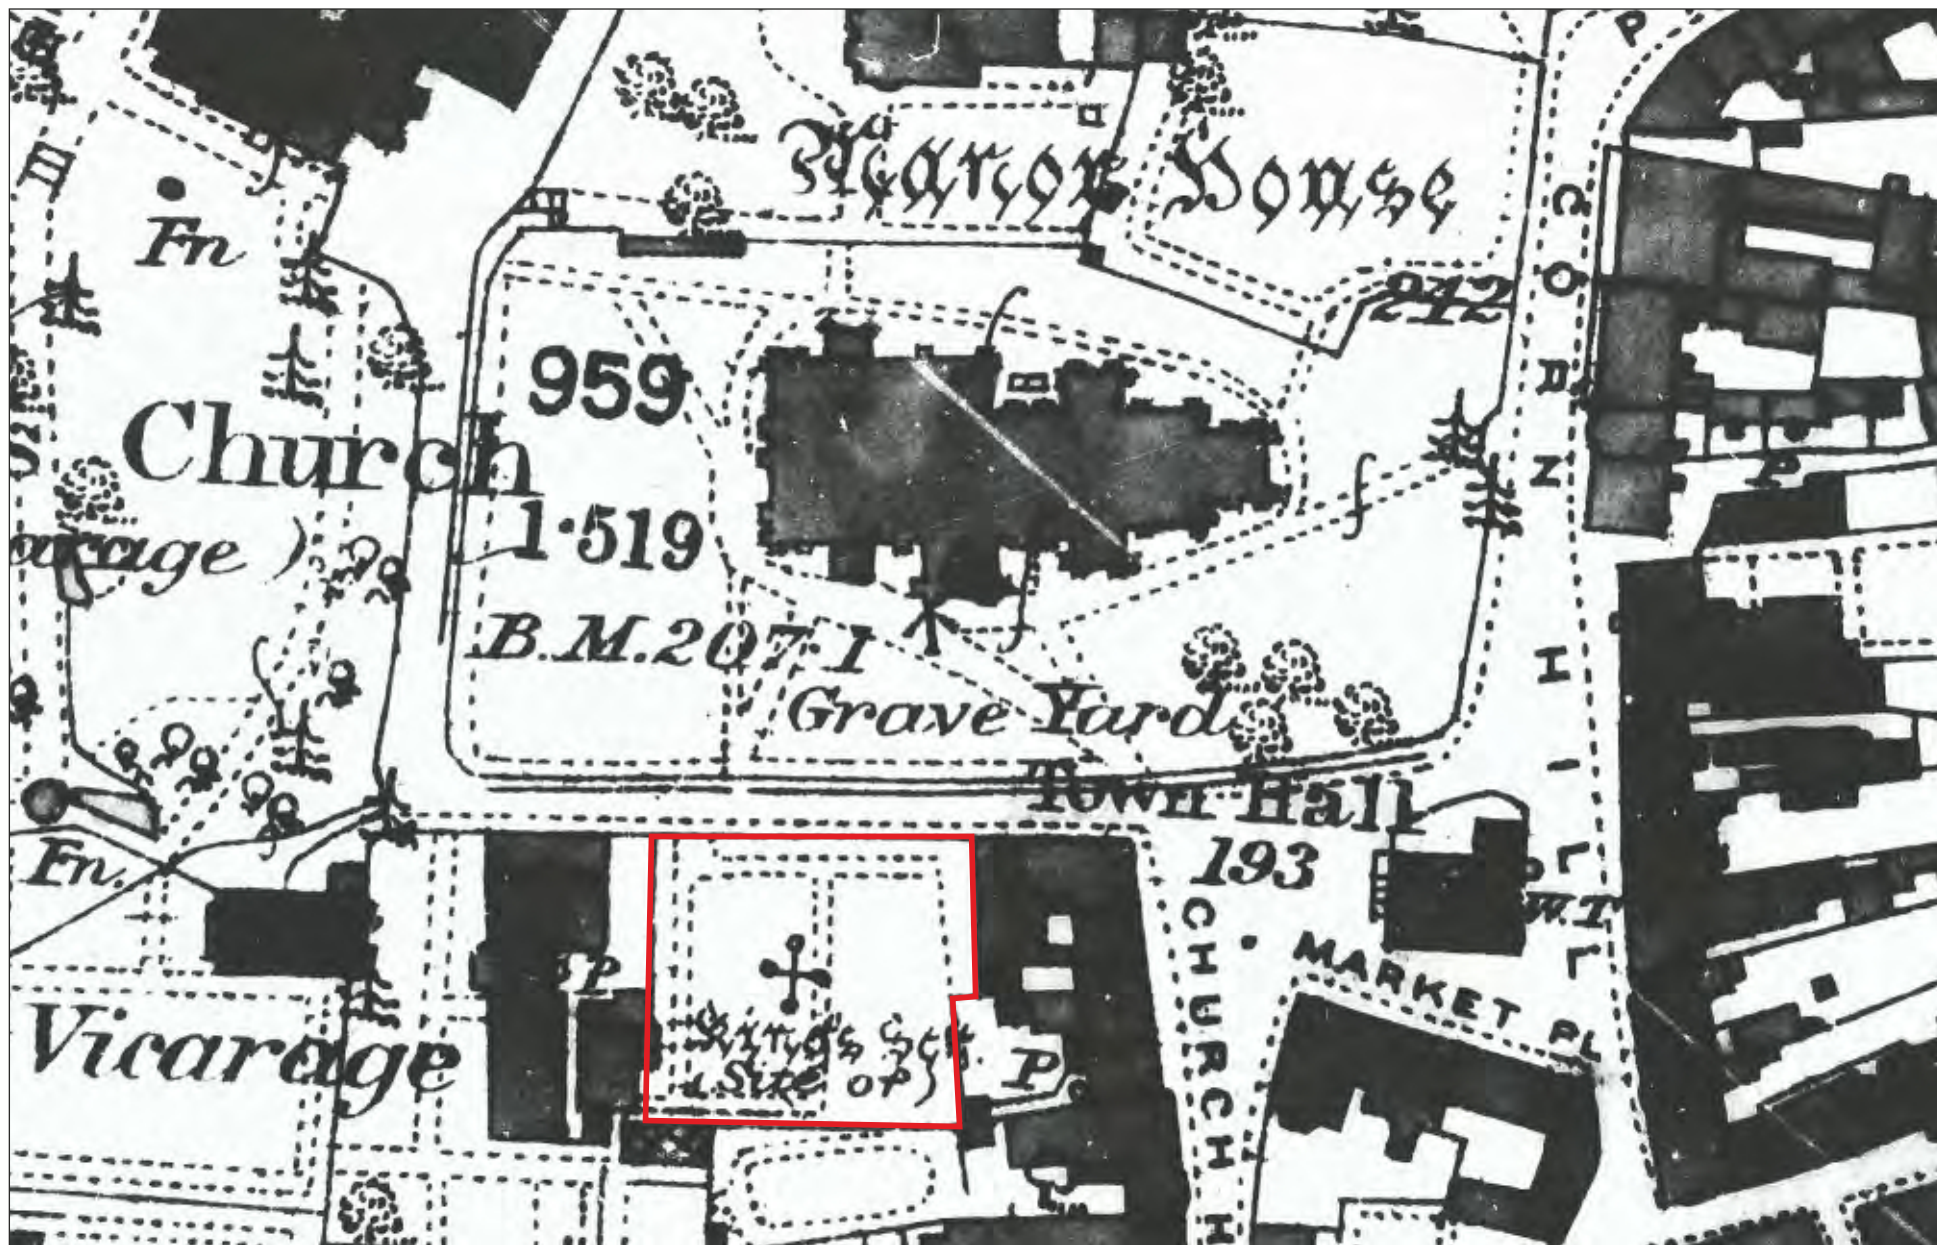 P
Manor House
Fn
242
959
Church
1·519
P
arage )
B.M.207·1
Grave Yard
CONDI
Town Hall
193
Fn.
W.T
P
CHURCH
MARKET PL
Vicarage
(Site of)
P
H